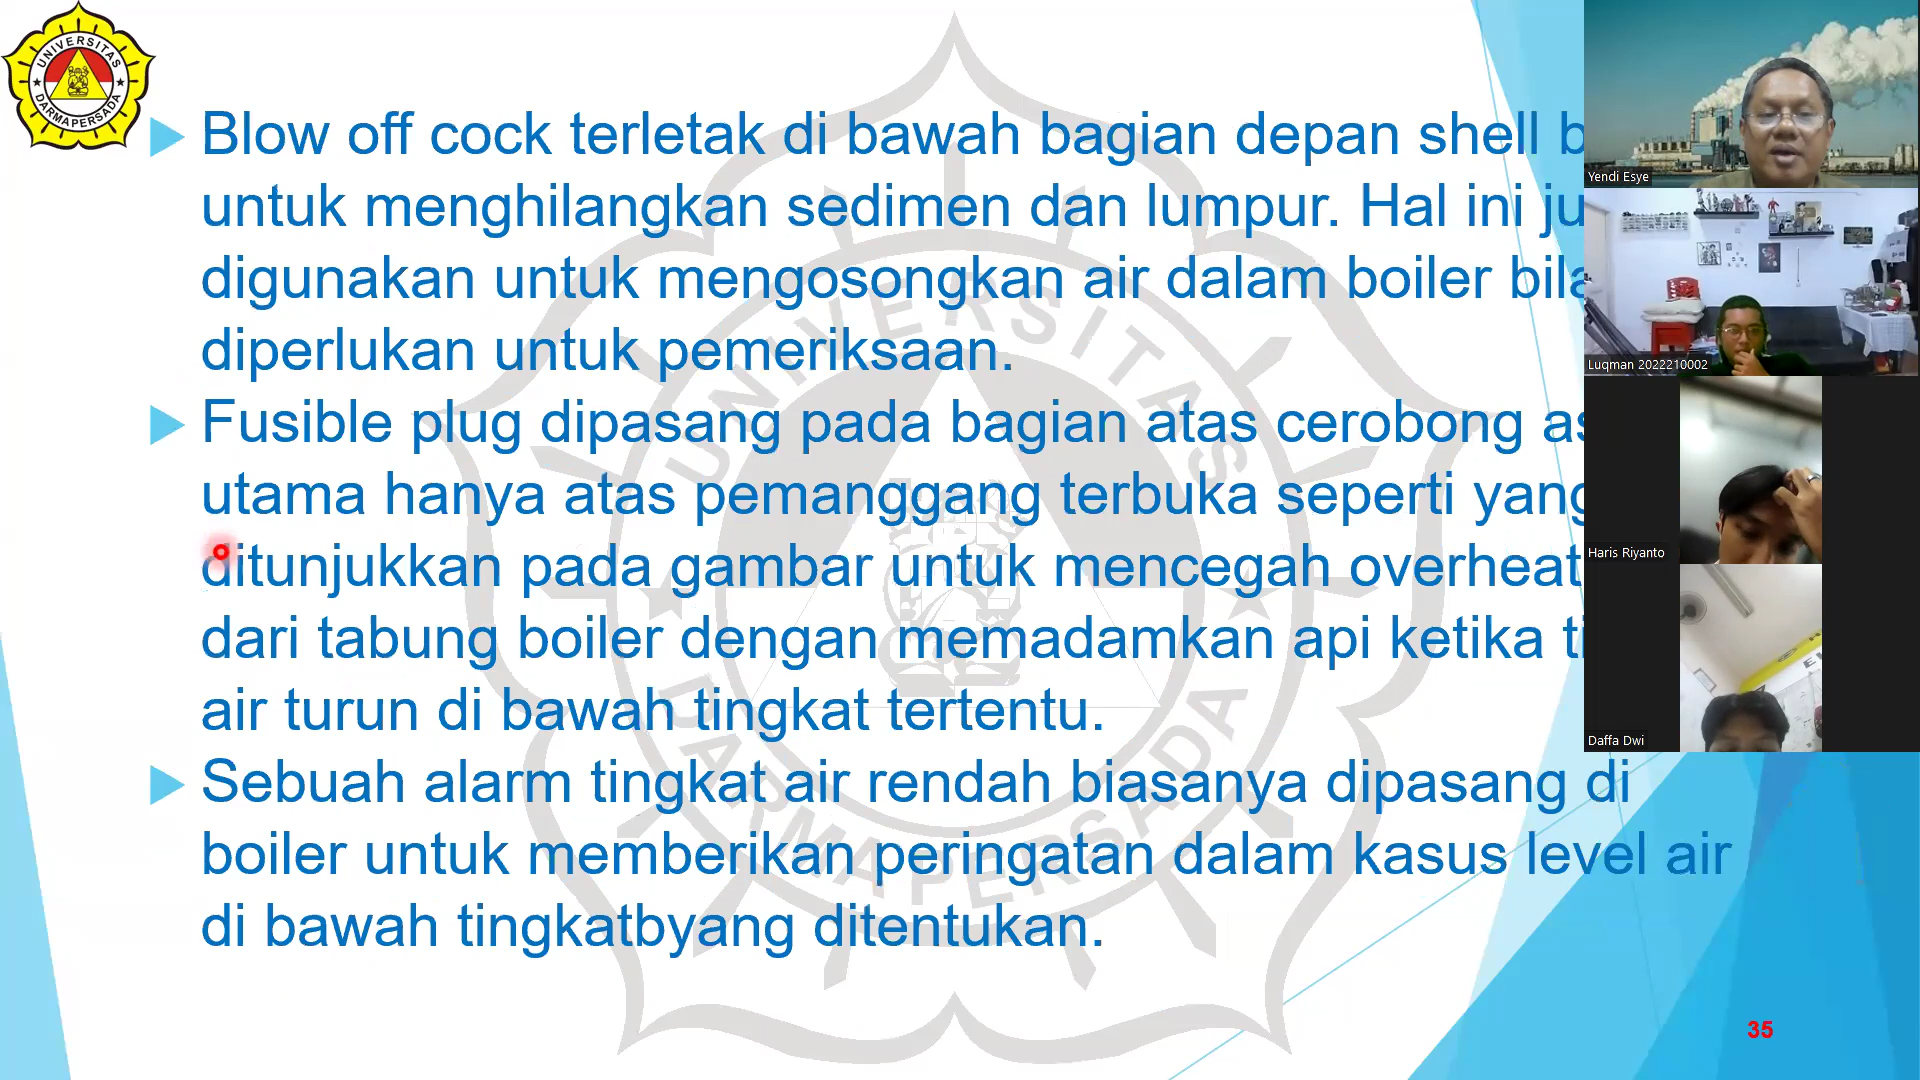 UNIVERSITAS
DARMAPERSADA
Blow off cock terletak di bawah bagian depan shell
untuk menghilangkan sedimen dan lumpur. Hal ini
digunakan untuk mengosongkan air dalam boiler
diperlukan untuk pemeriksaan.
Fusible plug dipasang pada bagian atas cerobong
utama hanya atas pemanggang terbuka seperti yang
ditunjukkan pada gambar untuk mencegah overheat
dari tabung boiler dengan memadamkan api ketika
air turun di bawah tingkat tertentu.
Sebuah alarm tingkat air rendah biasanya dipasang di
boiler untuk memberikan peringatan dalam kasus level air
di bawah tingkatbyang ditentukan.
UNIVERSITAS
DARMAPERSADA
Yendi Esye
Luqman 2022210002
Haris Riyanto
Daffa Dwi
35